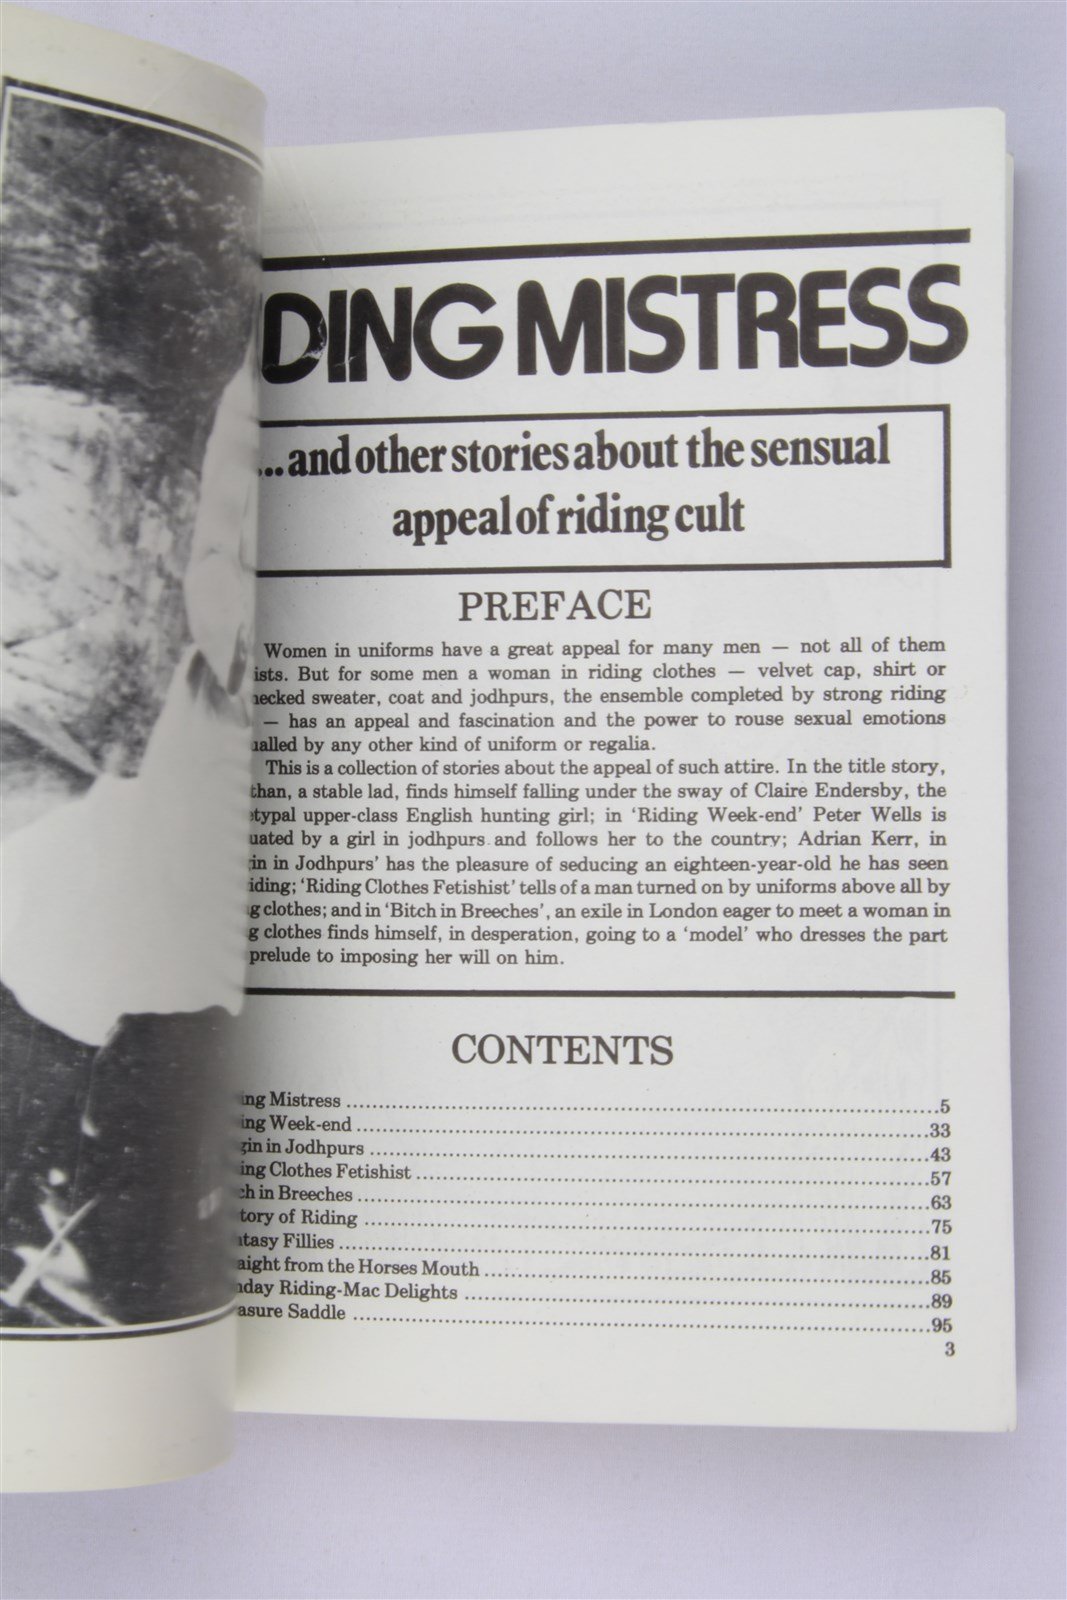 DING MISTRESS
...and other stories about the sensual
appeal of riding cult
PREFACE
Women in uniforms have a great appeal for many men — not all of them
ists. But for some men a woman in riding clothes — velvet cap, shirt or
necked sweater, coat and jodhpurs, the ensemble completed by strong riding
— has an appeal and fascination and the power to rouse sexual emotions
ualled by any other kind of uniform or regalia.
This is a collection of stories about the appeal of such attire. In the title story,
than, a stable lad, finds himself falling under the sway of Claire Endersby, the
typal upper-class English hunting girl; in 'Riding Week-end' Peter Wells is
uated by a girl in jodhpurs and follows her to the country; Adrian Kerr, in
in in Jodhpurs' has the pleasure of seducing an eighteen-year-old he has seen
iding; 'Riding Clothes Fetishist' tells of a man turned on by uniforms above all by
g clothes; and in 'Bitch in Breeches', an exile in London eager to meet a woman in
g clothes finds himself, in desperation, going to a 'model' who dresses the part
prelude to imposing her will on him.
CONTENTS
ing Mistress ........................5
ing Week-end ........................33
gin in Jodhpurs ........................43
ing Clothes Fetishist ........................57
ch in Breeches ........................63
tory of Riding ........................75
tasy Fillies ........................81
aight from the Horses Mouth ........................85
day Riding-Mac Delights ........................89
asure Saddle ........................95
3